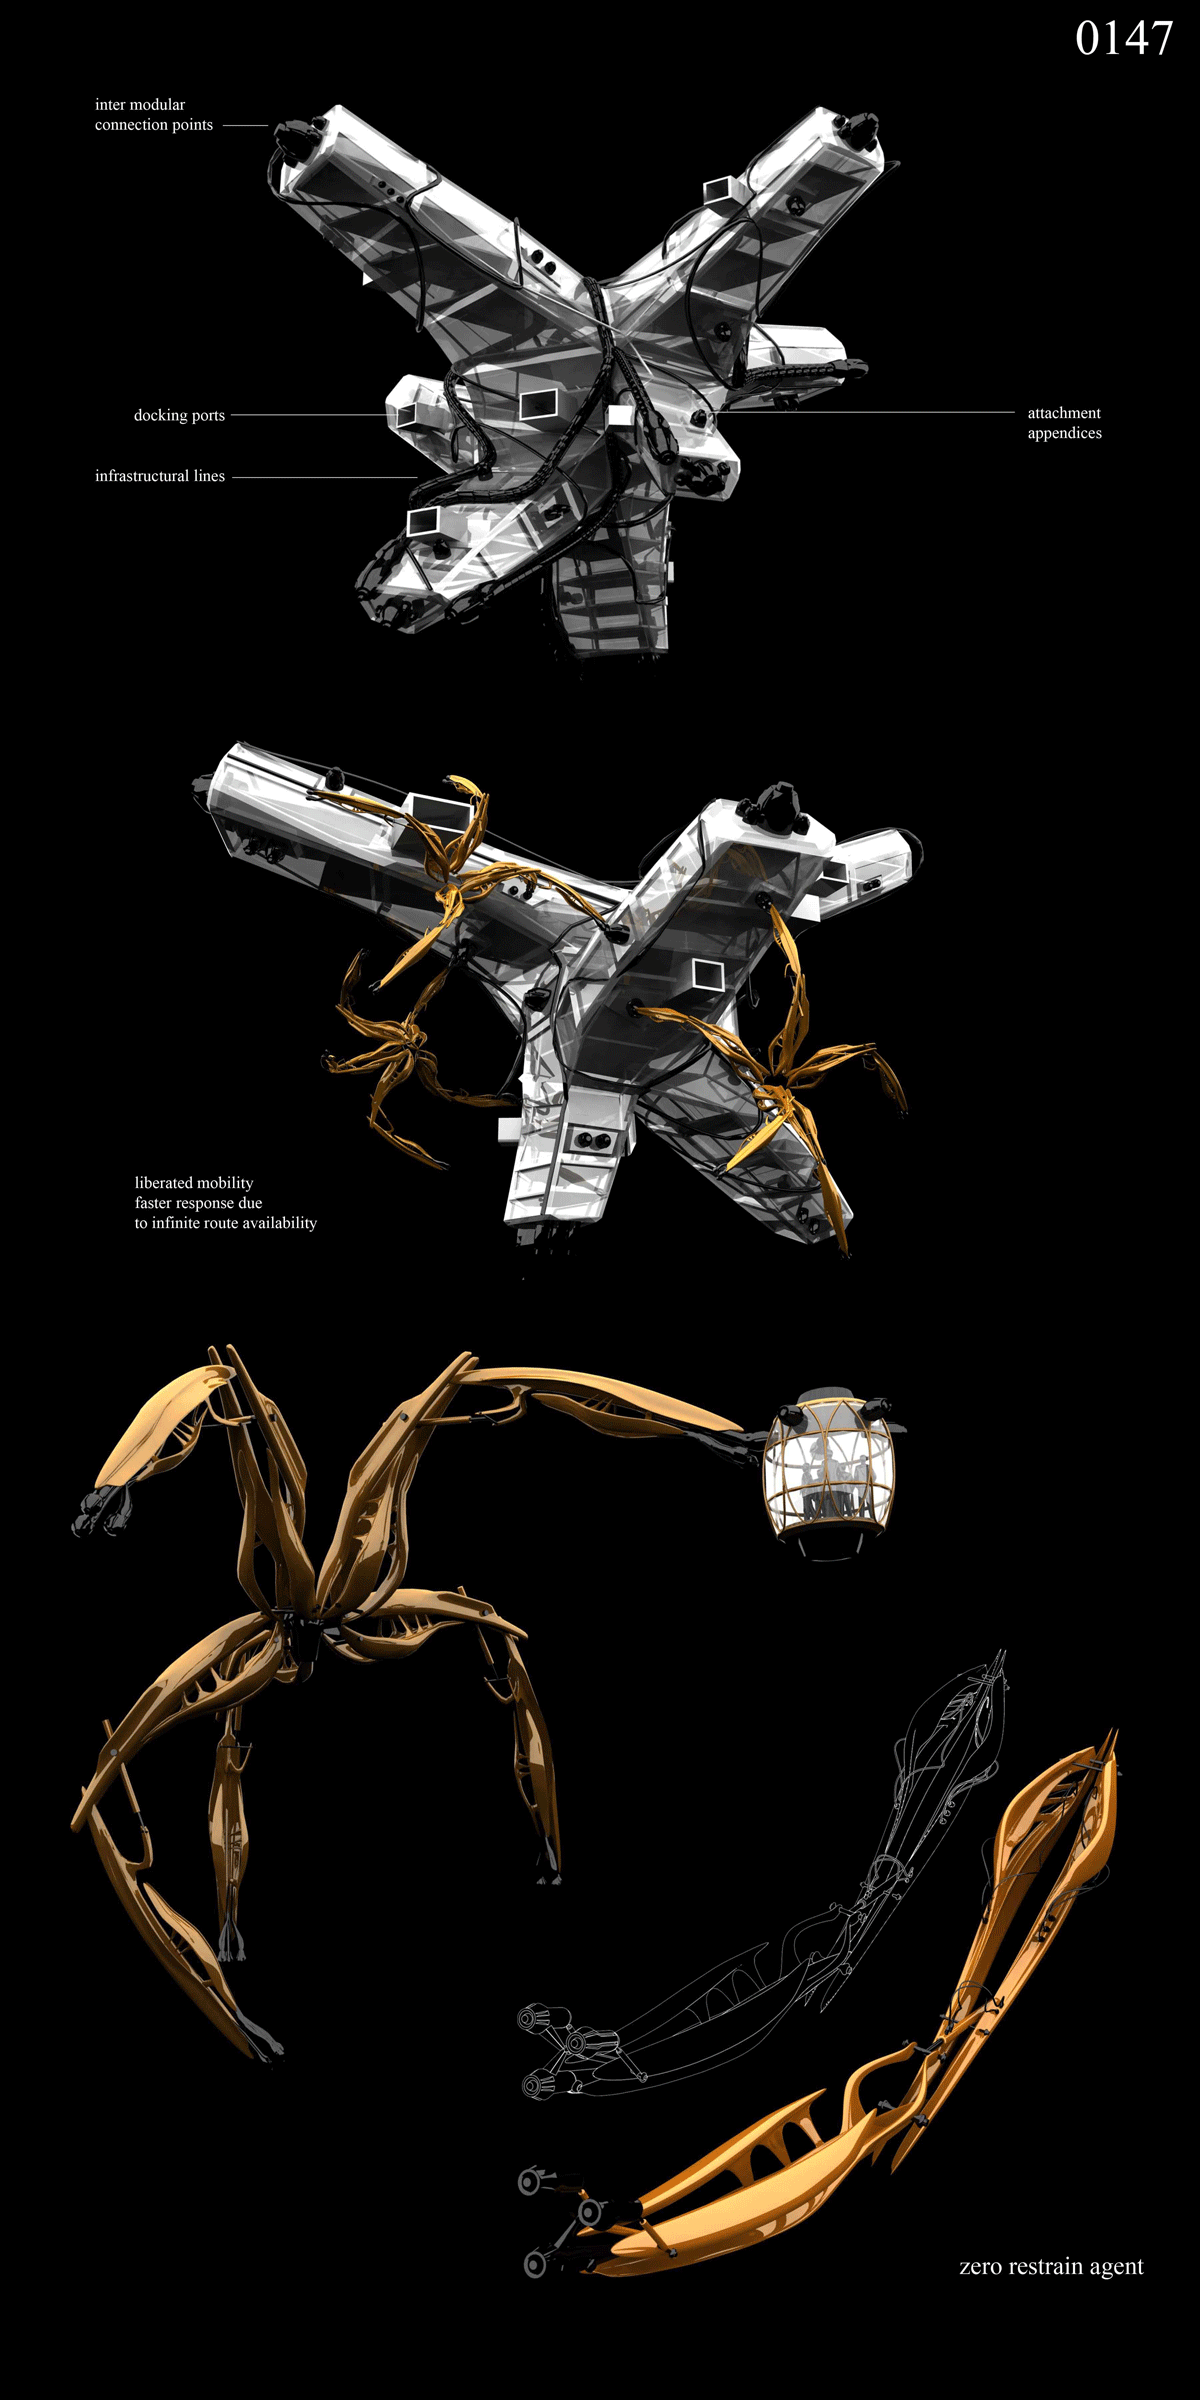 0147
inter modular
connection points
docking ports
attachment
appendices
infrastructural lines
liberated mobility
faster response due
to infinite route availability
zero restrain agent